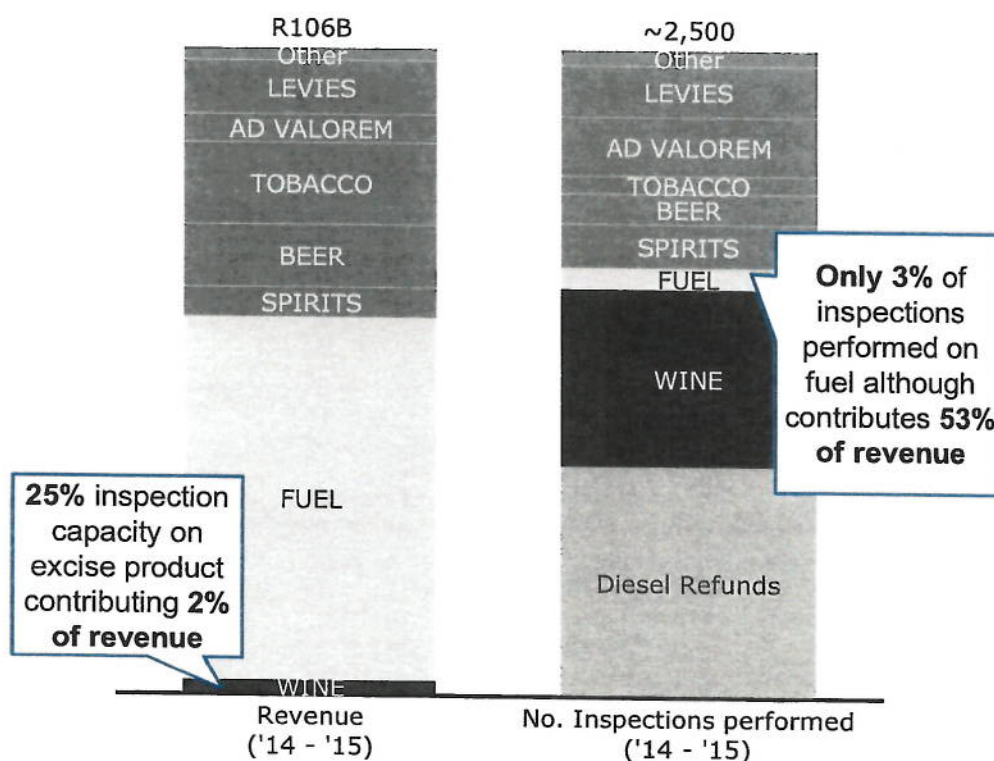 R106B
Other
LEVIES
AD VALOREM
TOBACCO
BEER
SPIRITS
FUEL
WINE
Revenue
('14 - '15)
25% inspection
capacity on
excise product
contributing 2%
of revenue
~2,500
Other
LEVIES
AD VALOREM
TOBACCO
BEER
SPIRITS
FUEL
WINE
Diesel Refunds
No. Inspections performed
('14 - '15)
Only 3% of
inspections
performed on
fuel although
contributes 53%
of revenue